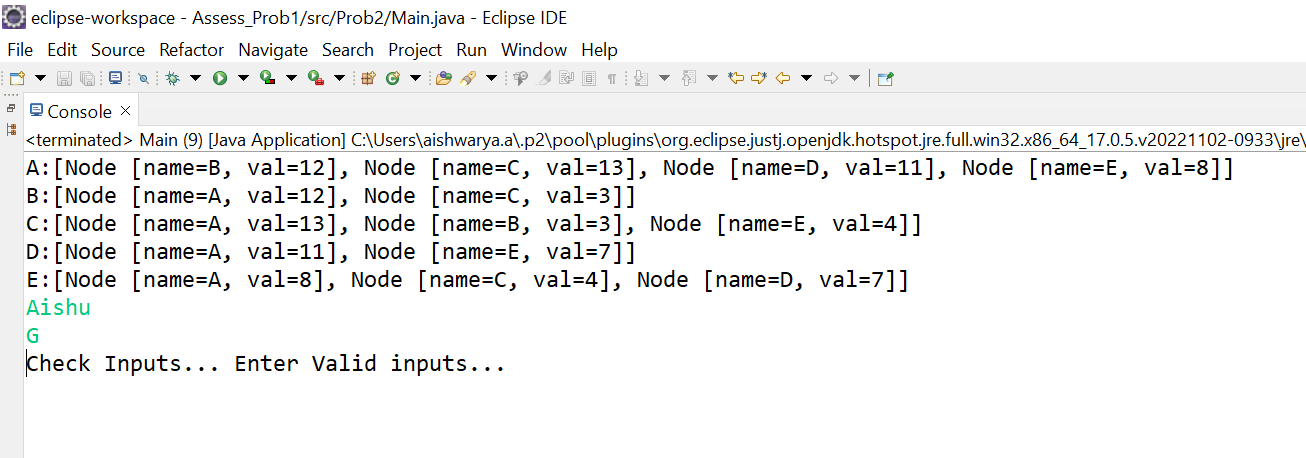 eclipse-workspace - Assess_Prob1/src/Prob2/Main.java - Eclipse IDE
File Edit Source Refactor Navigate Search Project Run Window Help
Console
<terminated> Main (9) [Java Application] C:\Users\aishwarya.a\.p2\pool\plugins\org.eclipse.justj.openjdk.hotspot.jre.full.win32.x86_64_17.0.5.v20221102-0933\jre\
A:[Node [name=B, val=12], Node [name=C, val=13], Node [name=D, val=11], Node [name=E, val=8]]
B:[Node [name=A, val=12], Node [name=C, val=3]]
C:[Node [name=A, val=13], Node [name=B, val=3], Node [name=E, val=4]]
D:[Node [name=A, val=11], Node [name=E, val=7]]
E:[Node [name=A, val=8], Node [name=C, val=4], Node [name=D, val=7]]
Aishu
G
Check Inputs... Enter Valid inputs...